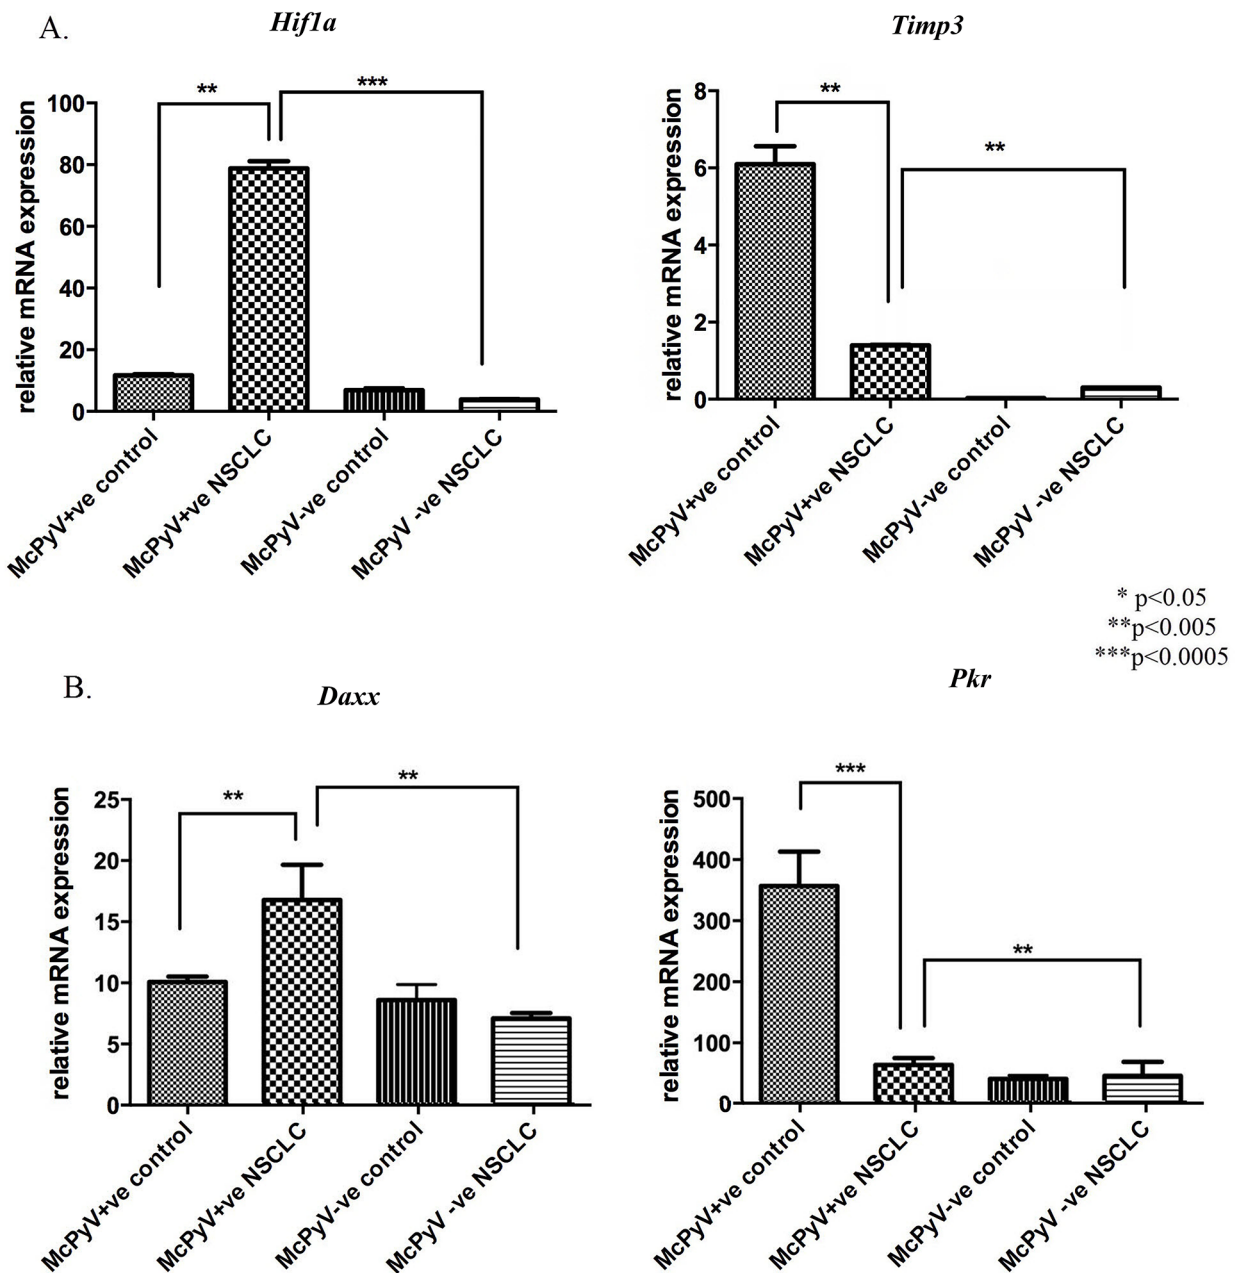 A.
Hif1a
relative mRNA expression
100
80
60
40
20
0
**
***
McPyV+ve control
McPyV+ve NSCLC
McPyV-ve control
McPyV -ve NSCLC
Timp3
relative mRNA expression
8
6
4
2
0
**
**
McPyV+ve control
McPyV+ve NSCLC
McPyV-ve control
McPyV -ve NSCLC
* p<0.05
**p<0.005
***p<0.0005
B.
Daxx
relative mRNA expression
25
20
15
10
5
0
**
**
McPyV+ve control
McPyV+ve NSCLC
McPyV-ve control
McPyV -ve NSCLC
Pkr
relative mRNA expression
500
400
300
200
100
0
***
**
McPyV+ve control
McPyV+ve NSCLC
McPyV-ve control
McPyV -ve NSCLC